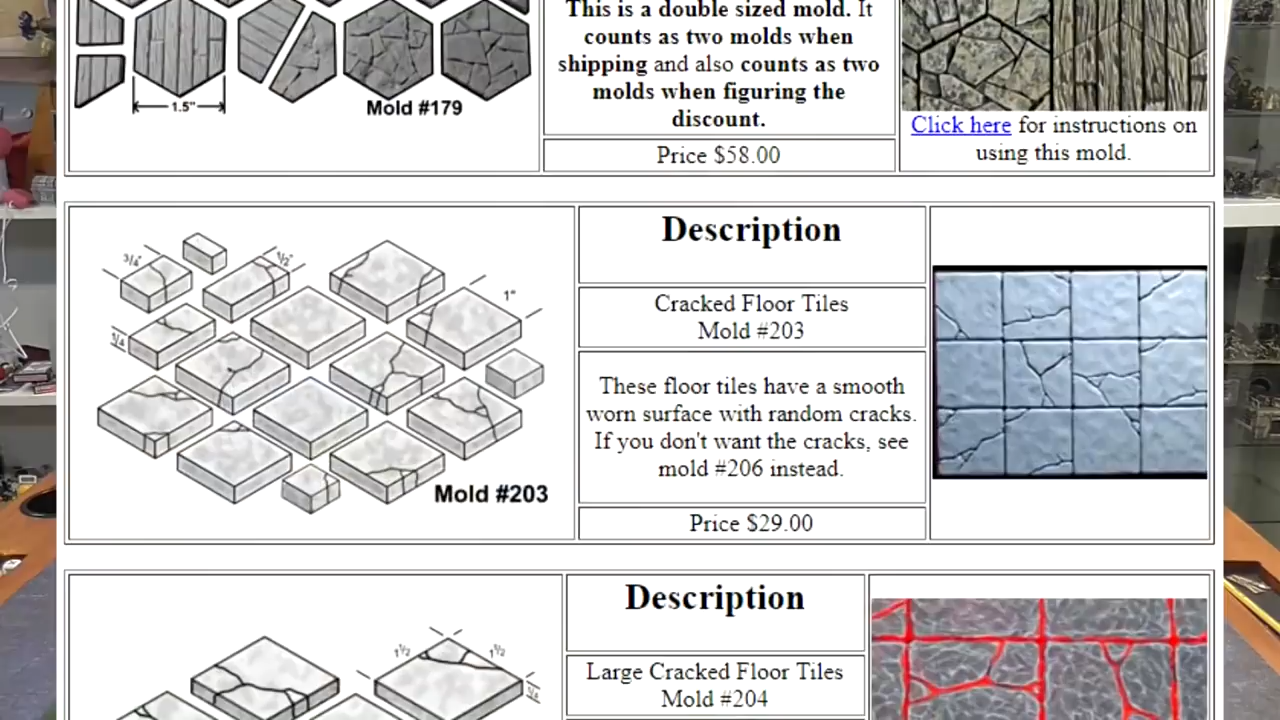 This is a double sized mold. It
counts as two molds when
shipping and also counts as two
molds when figuring the
discount.
1.5"
Mold #179
Click here for instructions on
using this mold.
Price $58.00
3/4"
1/2"
1"
1/4
Mold #203
Description
Cracked Floor Tiles
Mold #203
These floor tiles have a smooth
worn surface with random cracks.
If you don't want the cracks, see
mold #206 instead.
Price $29.00
1 1/2
1 1/2
Description
Large Cracked Floor Tiles
Mold #204